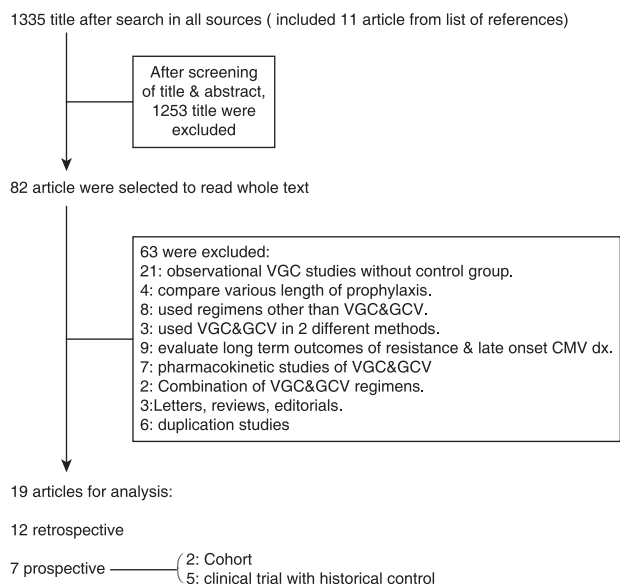 1335 title after search in all sources ( included 11 article from list of references)
After screening
of title & abstract,
1253 title were
excluded
82 article were selected to read whole text
63 were excluded:
21: observational VGC studies without control group.
4: compare various length of prophylaxis.
8: used regimens other than VGC&GCV.
3: used VGC&GCV in 2 different methods.
9: evaluate long term outcomes of resistance & late onset CMV dx.
7: pharmacokinetic studies of VGC&GCV
2: Combination of VGC&GCV regimens.
3:Letters, reviews, editorials.
6: duplication studies
19 articles for analysis:
12 retrospective
7 prospective
2: Cohort
5: clinical trial with historical control